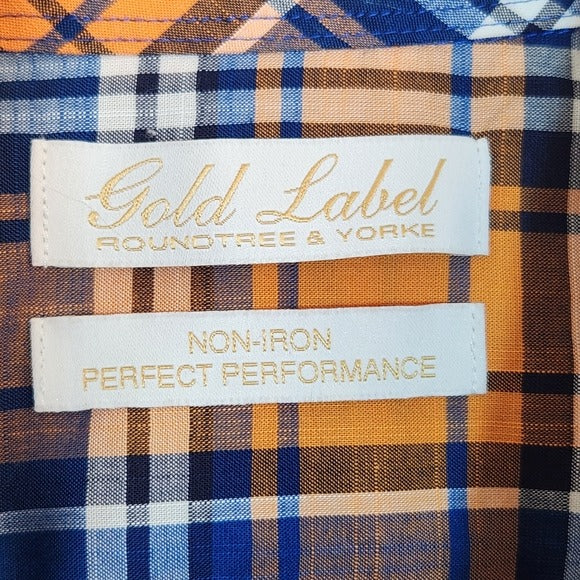 Gold Label
ROUNDTREE & YORKE
NON-IRON
PERFECT PERFORMANCE